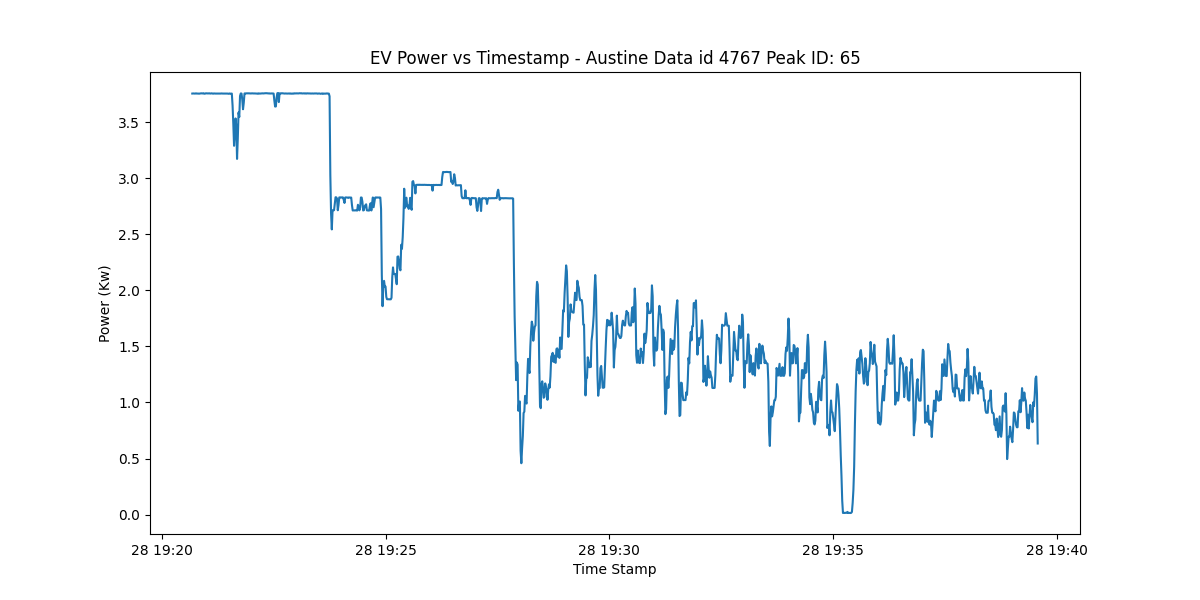 EV Power vs Timestamp - Austine Data id 4767 Peak ID: 65
Power (Kw)
3.5
3.0
2.5
2.0
1.5
1.0
0.5
0.0
28 19:20 28 19:25 28 19:30 28 19:35 28 19:40
Time Stamp